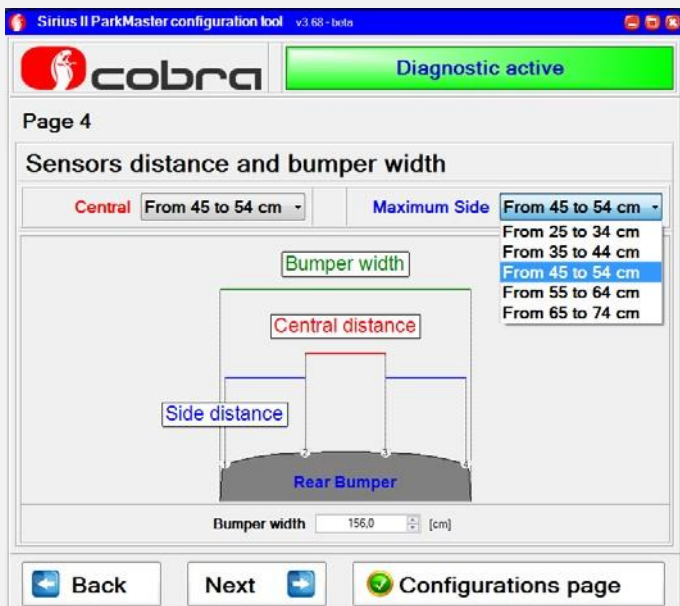 Sirius II ParkMaster configuration tool v3.68 - beta
cobra
Diagnostic active
Page 4
Sensors distance and bumper width
Central From 45 to 54 cm
Maximum Side From 45 to 54 cm
From 25 to 34 cm
From 35 to 44 cm
From 45 to 54 cm
From 55 to 64 cm
From 65 to 74 cm
Bumper width
Central distance
Side distance
1 2 3 4
Rear Bumper
Bumper width 156,0 [cm]
Back Next Configurations page